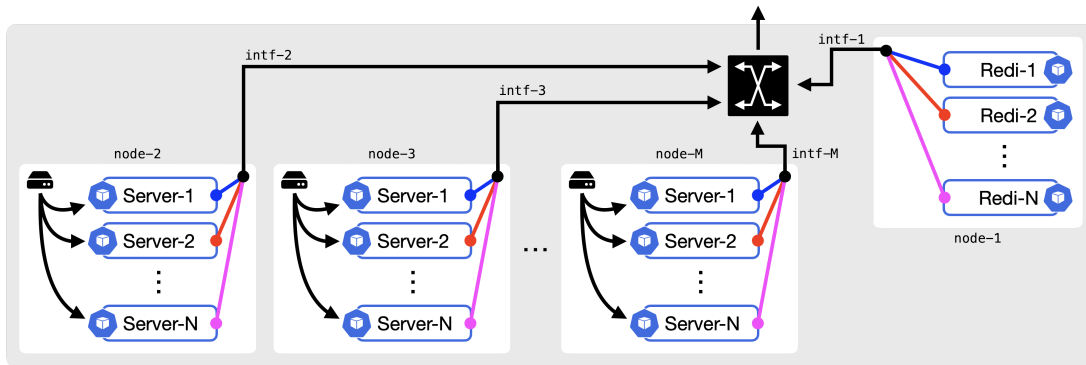 intf-1
intf-2
Redi-1
intf-3
Redi-2
node-2
node-3
node-M
intf-M
Server-1
Server-1
Server-1
Redi-N
Server-2
Server-2
...
Server-2
node-1
Server-N
Server-N
Server-N